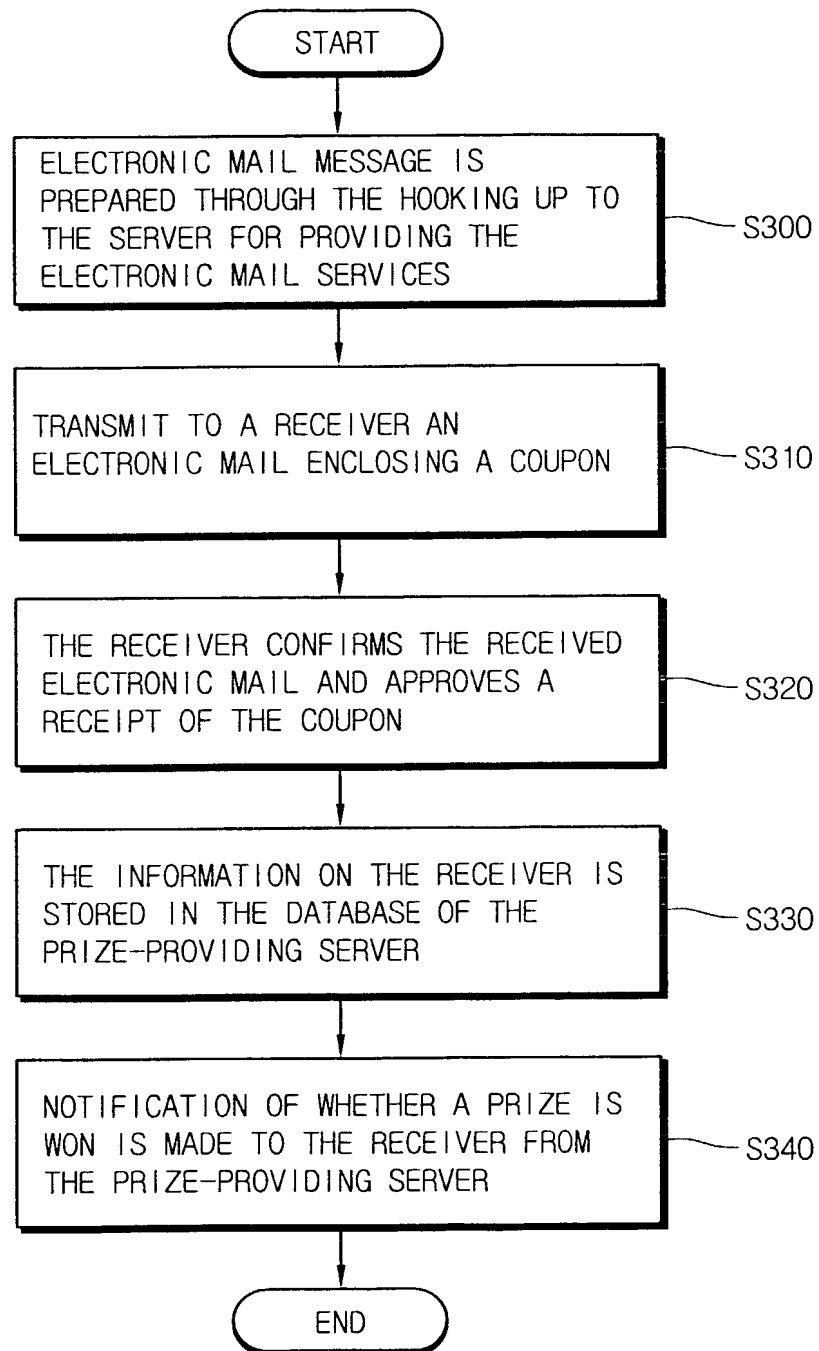 START
ELECTRONIC MAIL MESSAGE IS
PREPARED THROUGH THE HOOKING UP TO
THE SERVER FOR PROVIDING THE
ELECTRONIC MAIL SERVICES
S300
TRANSMIT TO A RECEIVER AN
ELECTRONIC MAIL ENCLOSING A COUPON
S310
THE RECEIVER CONFIRMS THE RECEIVED
ELECTRONIC MAIL AND APPROVES A
RECEIPT OF THE COUPON
S320
THE INFORMATION ON THE RECEIVER IS
STORED IN THE DATABASE OF THE
PRIZE-PROVIDING SERVER
S330
NOTIFICATION OF WHETHER A PRIZE IS
WON IS MADE TO THE RECEIVER FROM
THE PRIZE-PROVIDING SERVER
S340
END